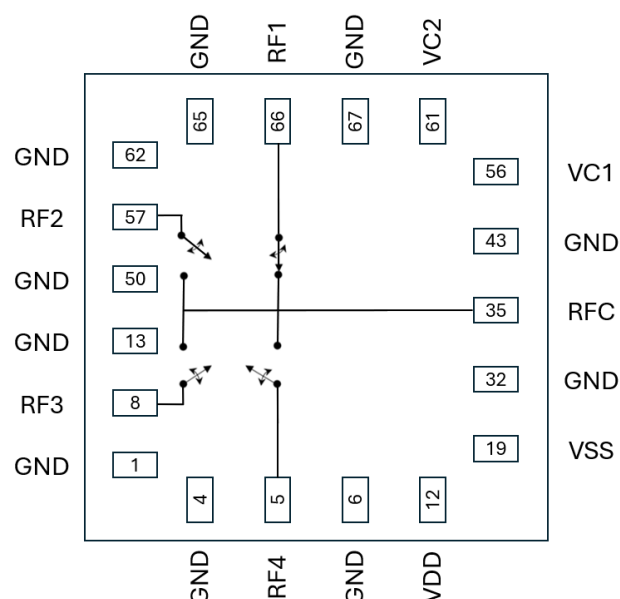 GND RF1 GND VC2
65 66 67 61
GND 62
56 VC1
RF2 57
43 GND
GND 50
35 RFC
GND 13
32 GND
RF3 8
19 VSS
GND 1
4 5 6 12
GND RF4 GND VDD